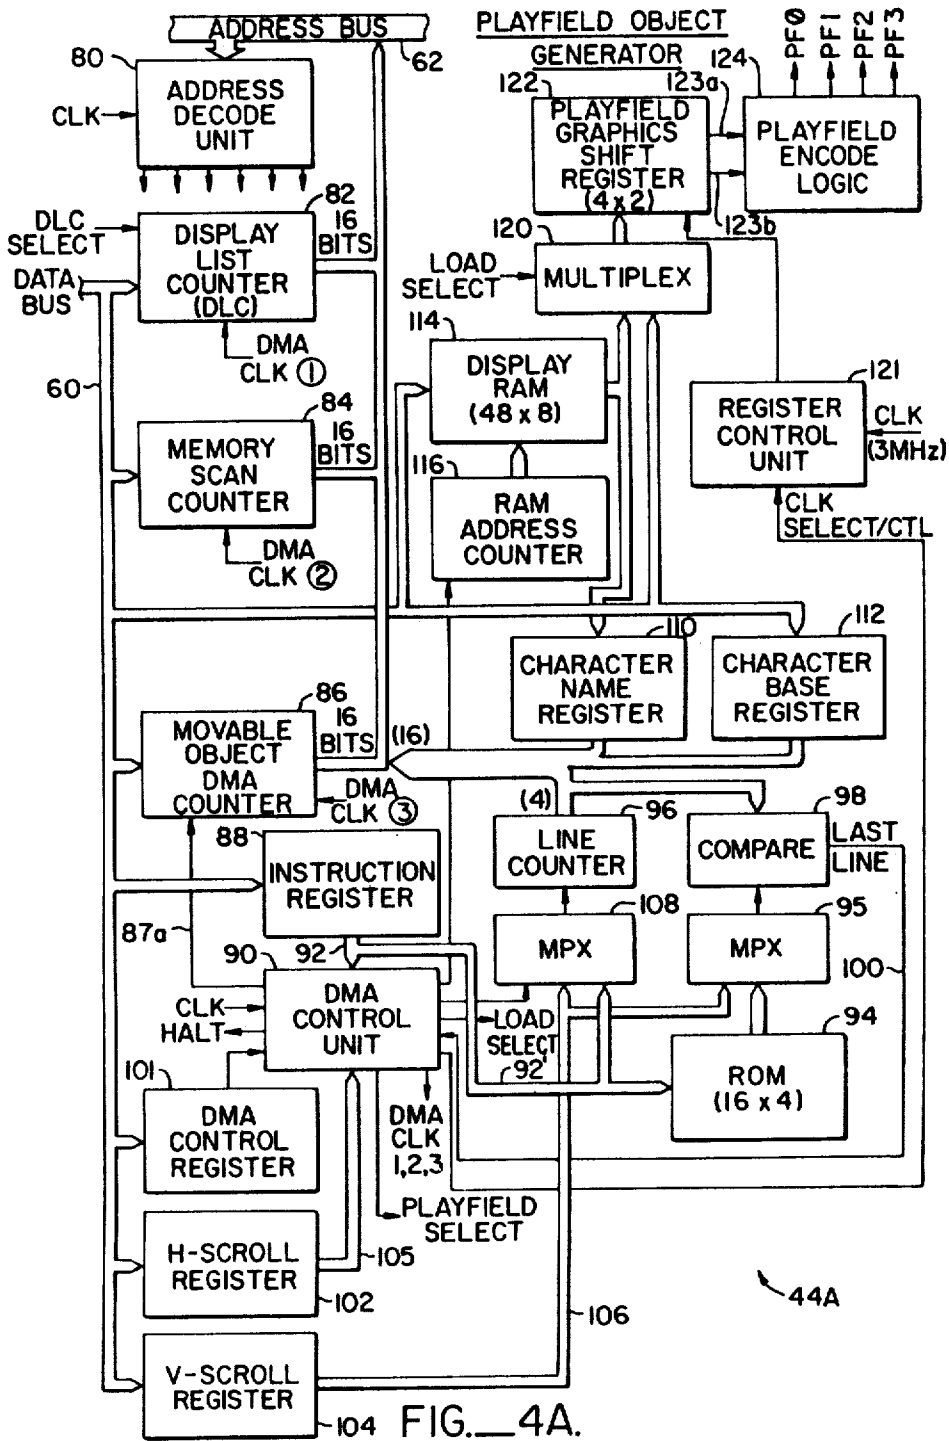 ADDRESS BUS
62
PLAYFIELD OBJECT
GENERATOR
PF0
PF1
PF2
PF3
80
ADDRESS
DECODE
UNIT
CLK
122
PLAYFIELD
GRAPHICS
SHIFT
REGISTER
(4 x 2)
123a
123b
124
PLAYFIELD
ENCODE
LOGIC
DLC
SELECT
DATA
BUS
82
DISPLAY
LIST
COUNTER
(DLC)
16
BITS
DMA
CLK ①
LOAD
SELECT
120
MULTIPLEX
60
114
DISPLAY
RAM
(48 x 8)
121
REGISTER
CONTROL
UNIT
CLK
(3MHz)
CLK
SELECT/CTL
84
MEMORY
SCAN
COUNTER
16
BITS
DMA
CLK ②
116
RAM
ADDRESS
COUNTER
110
CHARACTER
NAME
REGISTER
112
CHARACTER
BASE
REGISTER
86
MOVABLE
OBJECT
DMA
COUNTER
16
BITS
(16)
DMA
CLK ③
(4)
96
LINE
COUNTER
98
COMPARE
LAST
LINE
88
INSTRUCTION
REGISTER
87a
92
108
MPX
95
MPX
100
90
DMA
CONTROL
UNIT
CLK
HALT
LOAD
SELECT
92'
94
ROM
(16 x 4)
101
DMA
CONTROL
REGISTER
DMA
CLK
1,2,3
PLAYFIELD
SELECT
H-SCROLL
REGISTER
102
105
106
44A
V-SCROLL
REGISTER
104
FIG.__4A.